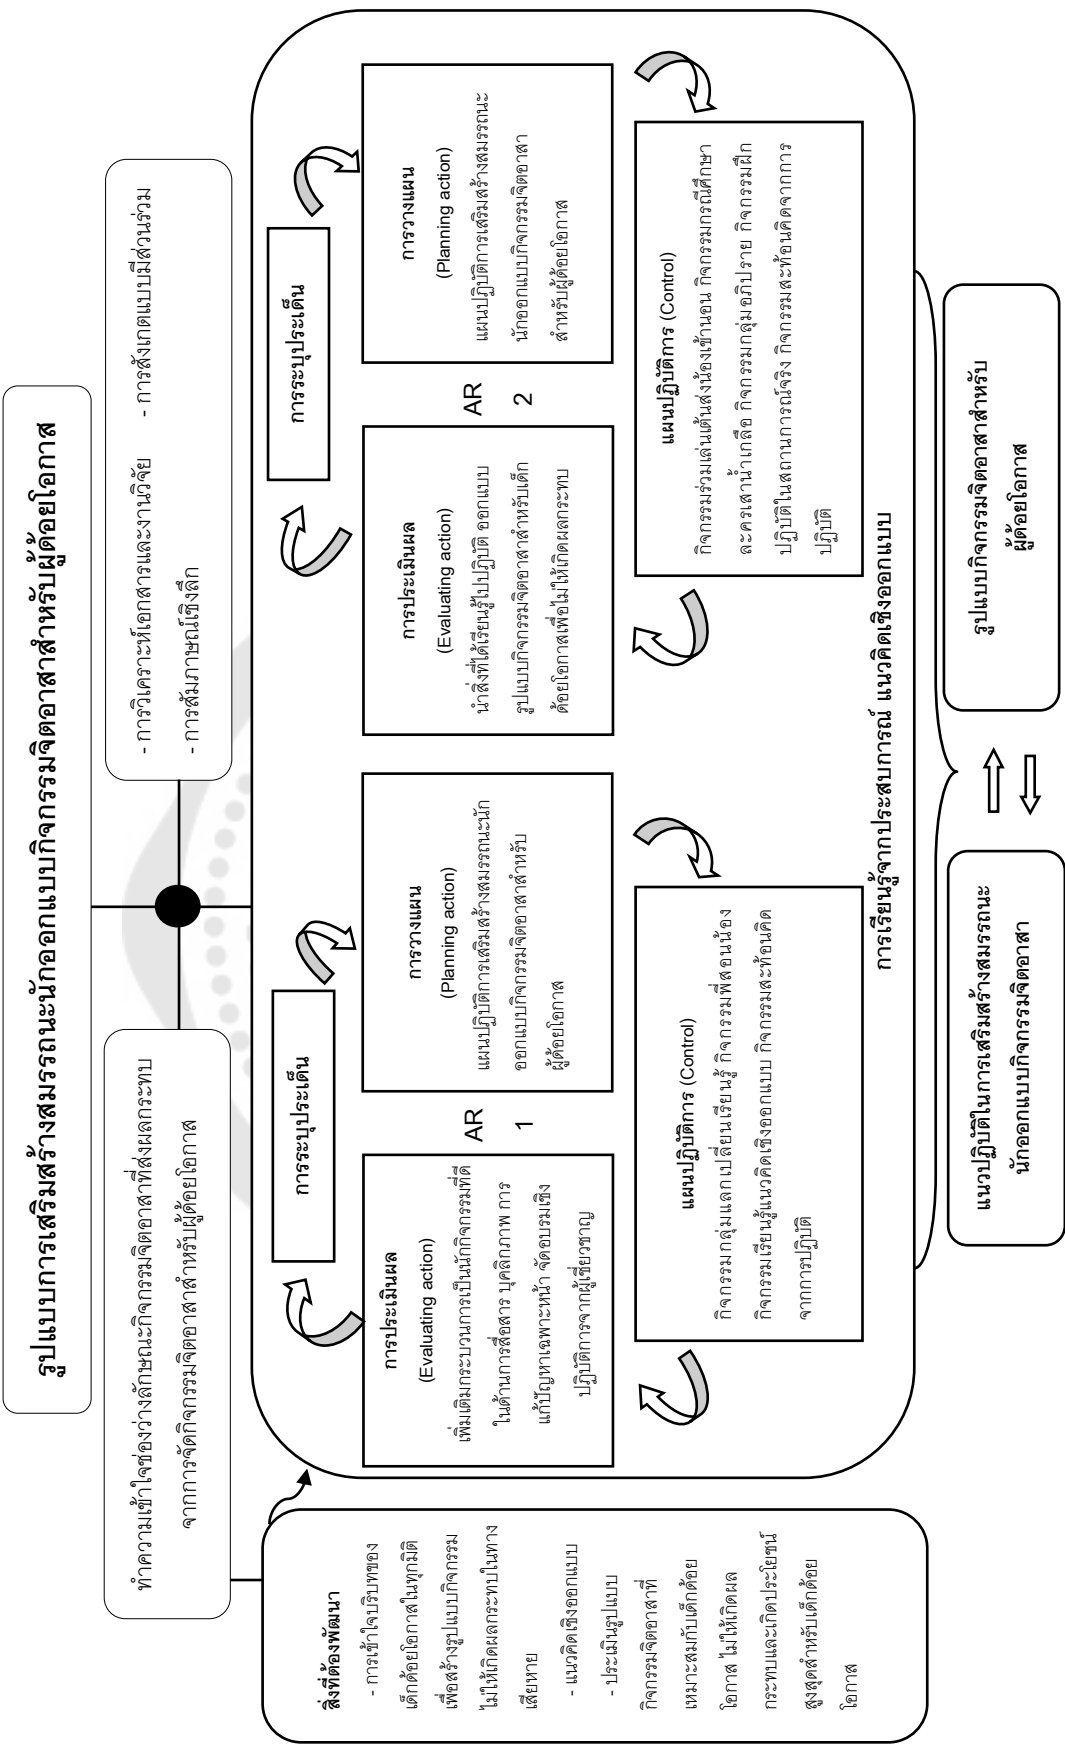 รูปแบบการเสริมสร้างสมรรถนะนักออกแบบกิจกรรมจิตอาสาสำหรับผู้ด้อยโอกาส
ทำความเข้าใจช่องว่างลักษณะกิจกรรมจิตอาสาที่ส่งผลกระทบ
จากการจัดกิจกรรมจิตอาสาสำหรับผู้ด้อยโอกาส
- การวิเคราะห์เอกสารและงานวิจัย - การสังเกตแบบมีส่วนร่วม
- การสัมภาษณ์เชิงลึก
สิ่งที่ต้องพัฒนา
- การเข้าใจบริบทของ
เด็กด้อยโอกาสในทุกมิติ
เพื่อสร้างรูปแบบกิจกรรม
ไม่ให้เกิดผลกระทบในทาง
เสียหาย
- แนวคิดเชิงออกแบบ
- ประเมินรูปแบบ
กิจกรรมจิตอาสาที่
เหมาะสมกับเด็กด้อย
โอกาส ไม่ให้เกิดผล
กระทบและเกิดประโยชน์
สูงสุดสำหรับเด็กด้อย
โอกาส
การระบุประเด็น
การประเมินผล
(Evaluating action)
เพิ่มเติมกระบวนการเป็นนักกิจกรรมที่ดี
ในด้านการสื่อสาร บุคลิกภาพ การ
แก้ปัญหาเฉพาะหน้า จัดอบรมเชิง
ปฏิบัติการจากผู้เชี่ยวชาญ
AR
1
การวางแผน
(Planning action)
แผนปฏิบัติการเสริมสร้างสมรรถนะนัก
ออกแบบกิจกรรมจิตอาสาสำหรับ
ผู้ด้อยโอกาส
แผนปฏิบัติการ (Control)
กิจกรรมกลุ่มแลกเปลี่ยนเรียนรู้ กิจกรรมพี่สอนน้อง
กิจกรรมเรียนรู้แนวคิดเชิงออกแบบ กิจกรรมสะท้อนคิด
จากการปฏิบัติ
การระบุประเด็น
การประเมินผล
(Evaluating action)
นำสิ่งที่ได้เรียนรู้ไปปฏิบัติ ออกแบบ
รูปแบบกิจกรรมจิตอาสาสำหรับเด็ก
ด้อยโอกาสเพื่อไม่ให้เกิดผลกระทบ
AR
2
การวางแผน
(Planning action)
แผนปฏิบัติการเสริมสร้างสมรรถนะ
นักออกแบบกิจกรรมจิตอาสา
สำหรับผู้ด้อยโอกาส
แผนปฏิบัติการ (Control)
กิจกรรมร่วมเล่นเต้นส่งน้องเข้านอน กิจกรรมกรณีศึกษา
ละครเสาน้ำเกลือ กิจกรรมกลุ่มอภิปราย กิจกรรมฝึก
ปฏิบัติในสถานการณ์จริง กิจกรรมสะท้อนคิดจากการ
ปฏิบัติ
การเรียนรู้จากประสบการณ์ แนวคิดเชิงออกแบบ
แนวปฏิบัติในการเสริมสร้างสมรรถนะ
นักออกแบบกิจกรรมจิตอาสา
รูปแบบกิจกรรมจิตอาสาสำหรับ
ผู้ด้อยโอกาส